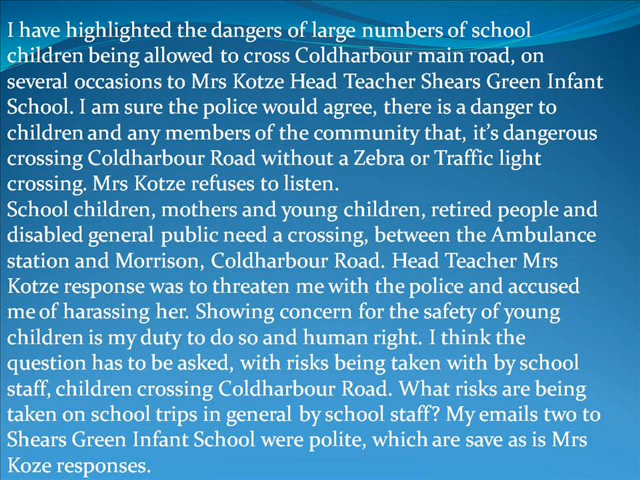 I have highlighted the dangers of large numbers of school
children being allowed to cross Coldharbour main road, on
several occasions to Mrs Kotze Head Teacher Shears Green Infant
School. I am sure the police would agree, there is a danger to
children and any members of the community that, it’s dangerous
crossing Coldharbour Road without a Zebra or Traffic light
crossing. Mrs Kotze refuses to listen.
School children, mothers and young children, retired people and
disabled general public need a crossing, between the Ambulance
station and Morrison, Coldharbour Road. Head Teacher Mrs
Kotze response was to threaten me with the police and accused
me of harassing her. Showing concern for the safety of young
children is my duty to do so and human right. I think the
question has to be asked, with risks being taken with by school
staff, children crossing Coldharbour Road. What risks are being
taken on school trips in general by school staff? My emails two to
Shears Green Infant School were polite, which are save as is Mrs
Koze responses.